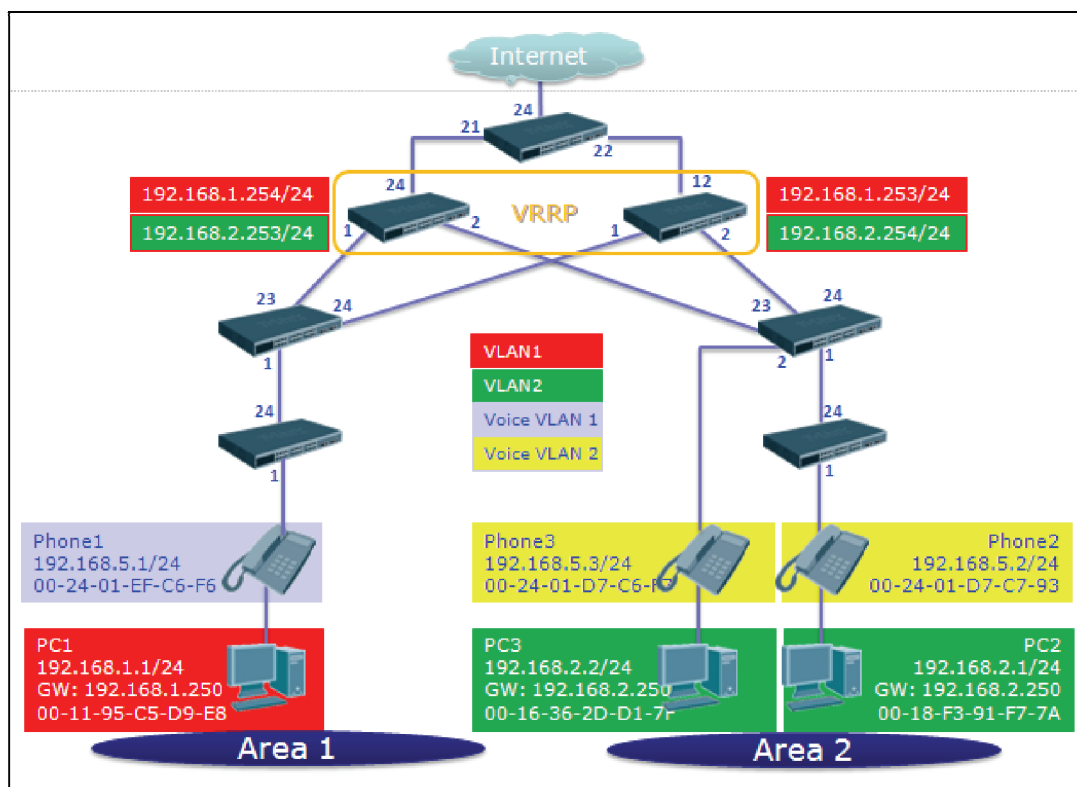 Internet
24
21
22
24
12
192.168.1.254/24
192.168.2.253/24
VRRP
192.168.1.253/24
192.168.2.254/24
1
2
1
2
23
24
23
24
1
2
1
VLAN1
VLAN2
Voice VLAN 1
Voice VLAN 2
24
24
1
1
Phone1
192.168.5.1/24
00-24-01-EF-C6-F6
Phone3
192.168.5.3/24
Phone2
192.168.5.2/24
00-24-01-D7-C7-93
PC1
192.168.1.1/24
GW: 192.168.1.250
00-11-95-C5-D9-E8
PC3
192.168.2.2/24
GW: 192.168.2.250
00-16-36-2D-D1-7F
PC2
192.168.2.1/24
GW: 192.168.2.250
00-18-F3-91-F7-7A
Area 1
Area 2